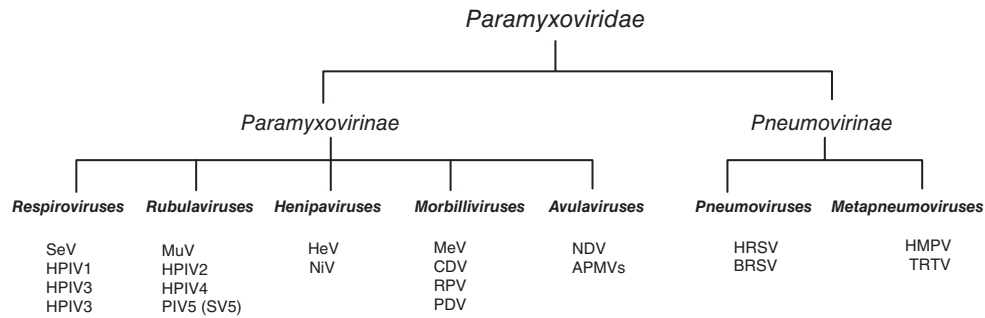 Paramyxoviridae
Paramyxovirinae Pneumovirinae
Respiroviruses Rubulaviruses Henipaviruses Morbilliviruses Avulaviruses Pneumoviruses Metapneumoviruses
SeV MuV HeV MeV NDV HRSV HMPV
HPIV1 HPIV2 NiV CDV APMVs BRSV TRTV
HPIV3 HPIV4 RPV
HPIV3 PIV5 (SV5) PDV